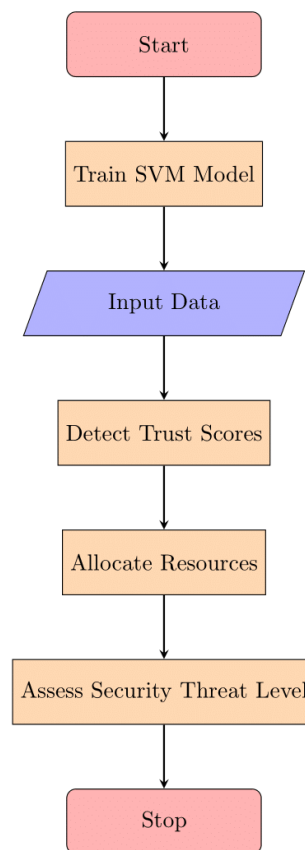 Start
Train SVM Model
Input Data
Detect Trust Scores
Allocate Resources
Assess Security Threat Level
Stop